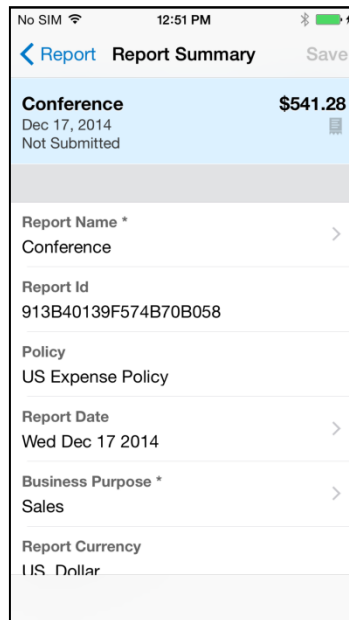 No SIM 12:51 PM
Report Report Summary Save
Conference $541.28
Dec 17, 2014
Not Submitted
Report Name *
Conference
Report Id
913B40139F574B70B058
Policy
US Expense Policy
Report Date
Wed Dec 17 2014
Business Purpose *
Sales
Report Currency
US, Dollar